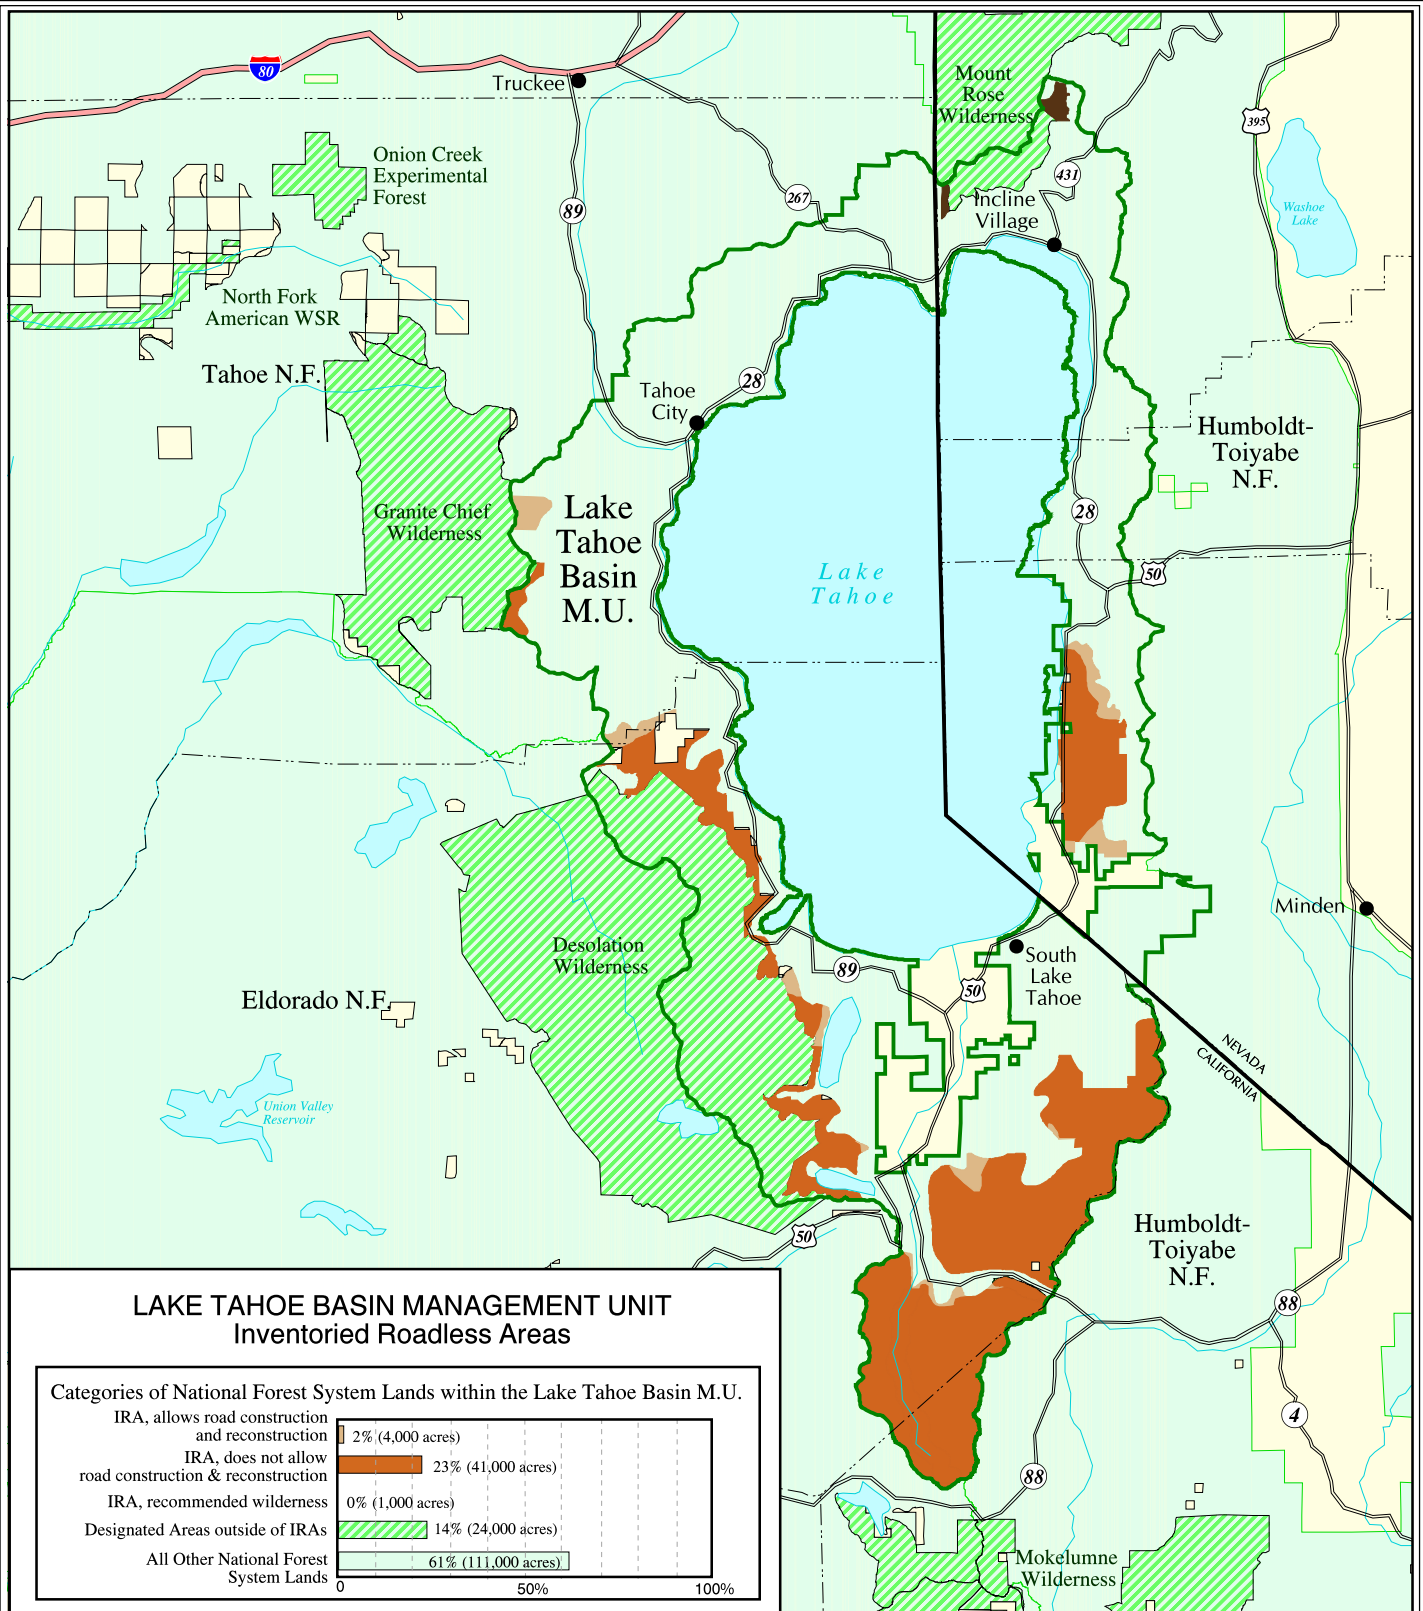 80
Truckee
Mount
Rose
Wilderness
395
Onion Creek
Experimental
Forest
431
89
267
Incline
Village
Washoe
Lake
North Fork
American WSR
Tahoe N.F.
28
Tahoe
City
Humboldt-
Toiyabe
N.F.
Granite Chief
Wilderness
Lake
Tahoe
Basin
M.U.
28
Lake
Tahoe
50
Minden
Desolation
Wilderness
89
50
South
Lake
Tahoe
Eldorado N.F.
NEVADA
CALIFORNIA
Union Valley
Reservoir
50
Humboldt-
Toiyabe
N.F.
88
4
88
Mokelumne
Wilderness
LAKE TAHOE BASIN MANAGEMENT UNIT
Inventoried Roadless Areas
Categories of National Forest System Lands within the Lake Tahoe Basin M.U.
IRA, allows road construction
and reconstruction
2% (4,000 acres)
IRA, does not allow
road construction & reconstruction
23% (41,000 acres)
IRA, recommended wilderness
0% (1,000 acres)
Designated Areas outside of IRAs
14% (24,000 acres)
All Other National Forest
System Lands
61% (111,000 acres)
0
50%
100%